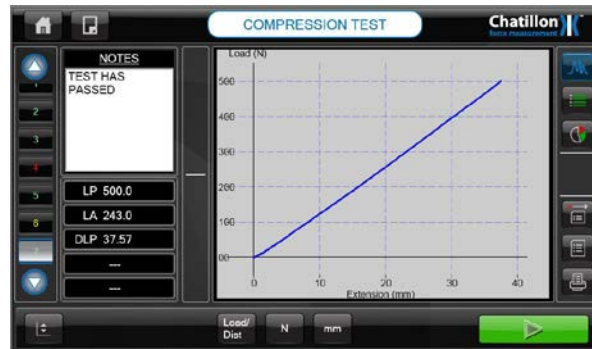 COMPRESSION TEST
Chatillon
force measurement
NOTES
TEST HAS
PASSED
2
3
4
5
6
7
LP 500.0
LA 243.0
DLP 37.57
---
---
Load (N)
500
400
300
200
100
00
0
10
20
30
40
Extension (mm)
Load/
Dist
N
mm